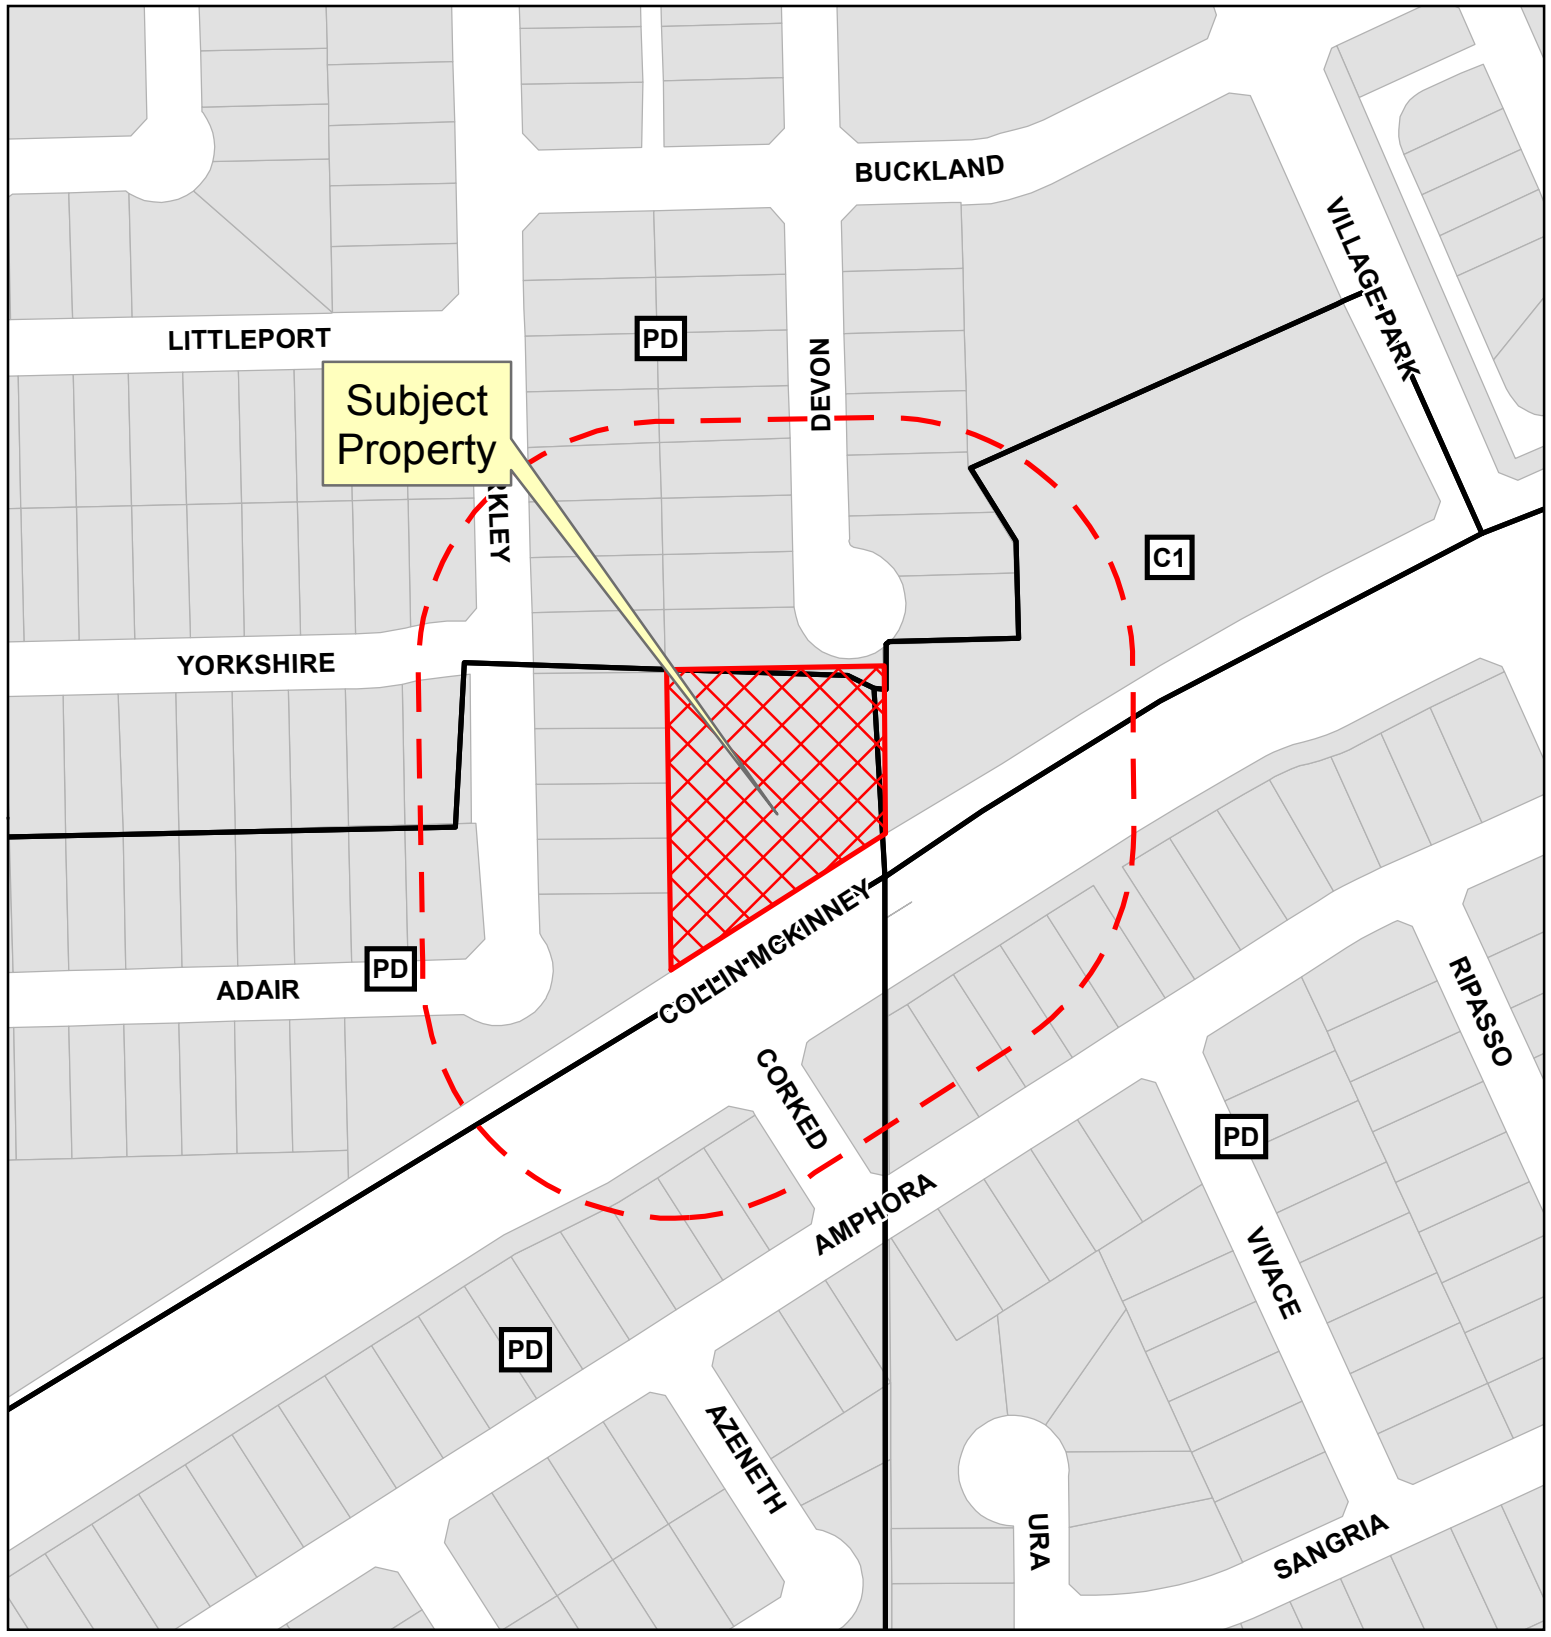 BUCKLAND
VILLAGE PARK
LITTLEPORT
PD
DEVON
Subject
Property
RKLEY
C1
YORKSHIRE
PD
ADAIR
COLLIN MCKINNEY
RIPASSO
CORKED
PD
AMPHORA
VIVACE
PD
AZENETH
URA
SANGRIA